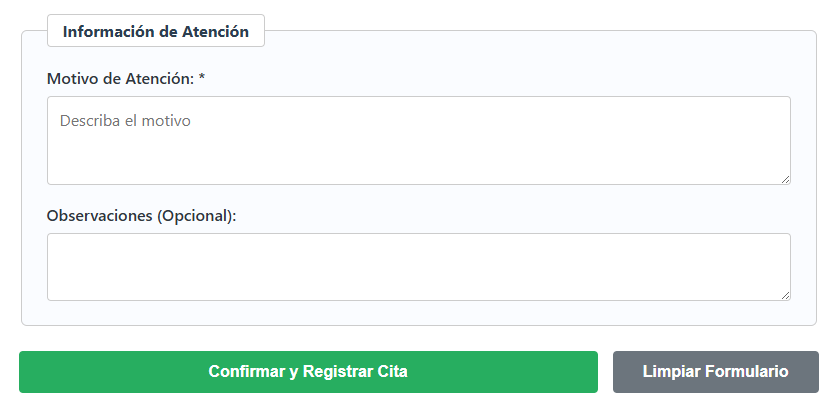 Información de Atención
Motivo de Atención: *
Describa el motivo
Observaciones (Opcional):
Confirmar y Registrar Cita
Limpiar Formulario